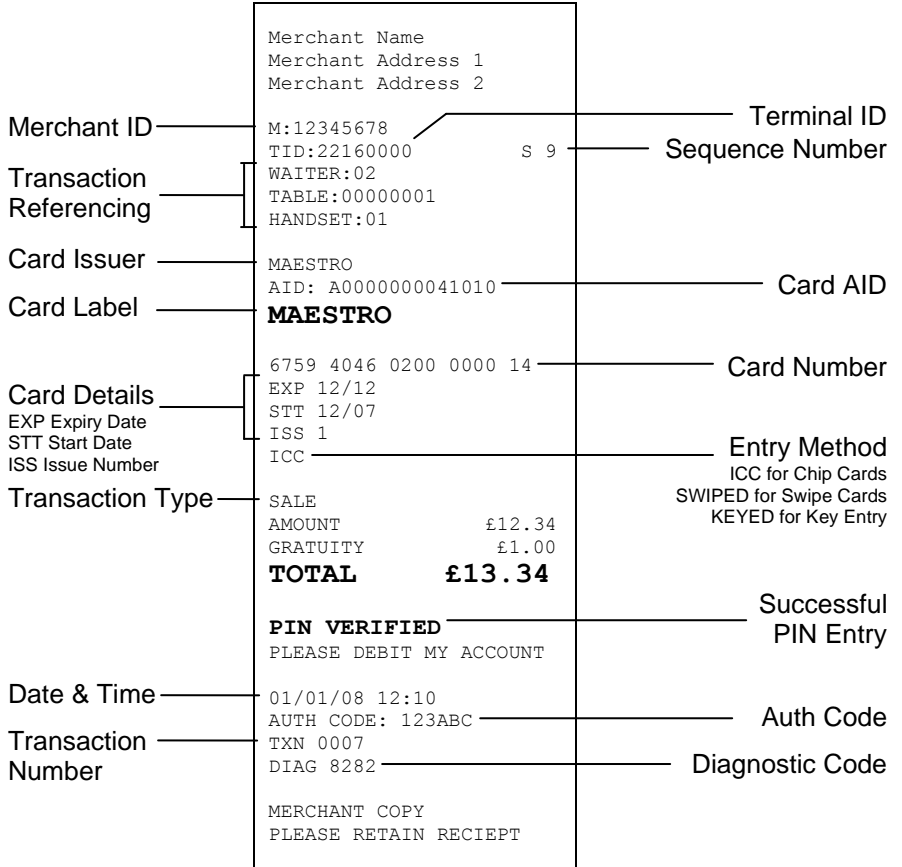 Merchant Name
Merchant Address 1
Merchant Address 2
Merchant ID
M:12345678
Terminal ID
TID:22160000 S 9
Sequence Number
Transaction
Referencing
WAITER:02
TABLE:00000001
HANDSET:01
Card Issuer
MAESTRO
AID: A0000000041010
Card AID
Card Label
MAESTRO
6759 4046 0200 0000 14
Card Number
Card Details
EXP Expiry Date
STT Start Date
ISS Issue Number
EXP 12/12
STT 12/07
ISS 1
ICC
Entry Method
ICC for Chip Cards
SWIPED for Swipe Cards
KEYED for Key Entry
Transaction Type
SALE
AMOUNT £12.34
GRATUITY £1.00
TOTAL £13.34
Successful
PIN Entry
PIN VERIFIED
PLEASE DEBIT MY ACCOUNT
Date & Time
01/01/08 12:10
AUTH CODE: 123ABC
Auth Code
Transaction
Number
TXN 0007
DIAG 8282
Diagnostic Code
MERCHANT COPY
PLEASE RETAIN RECIEPT